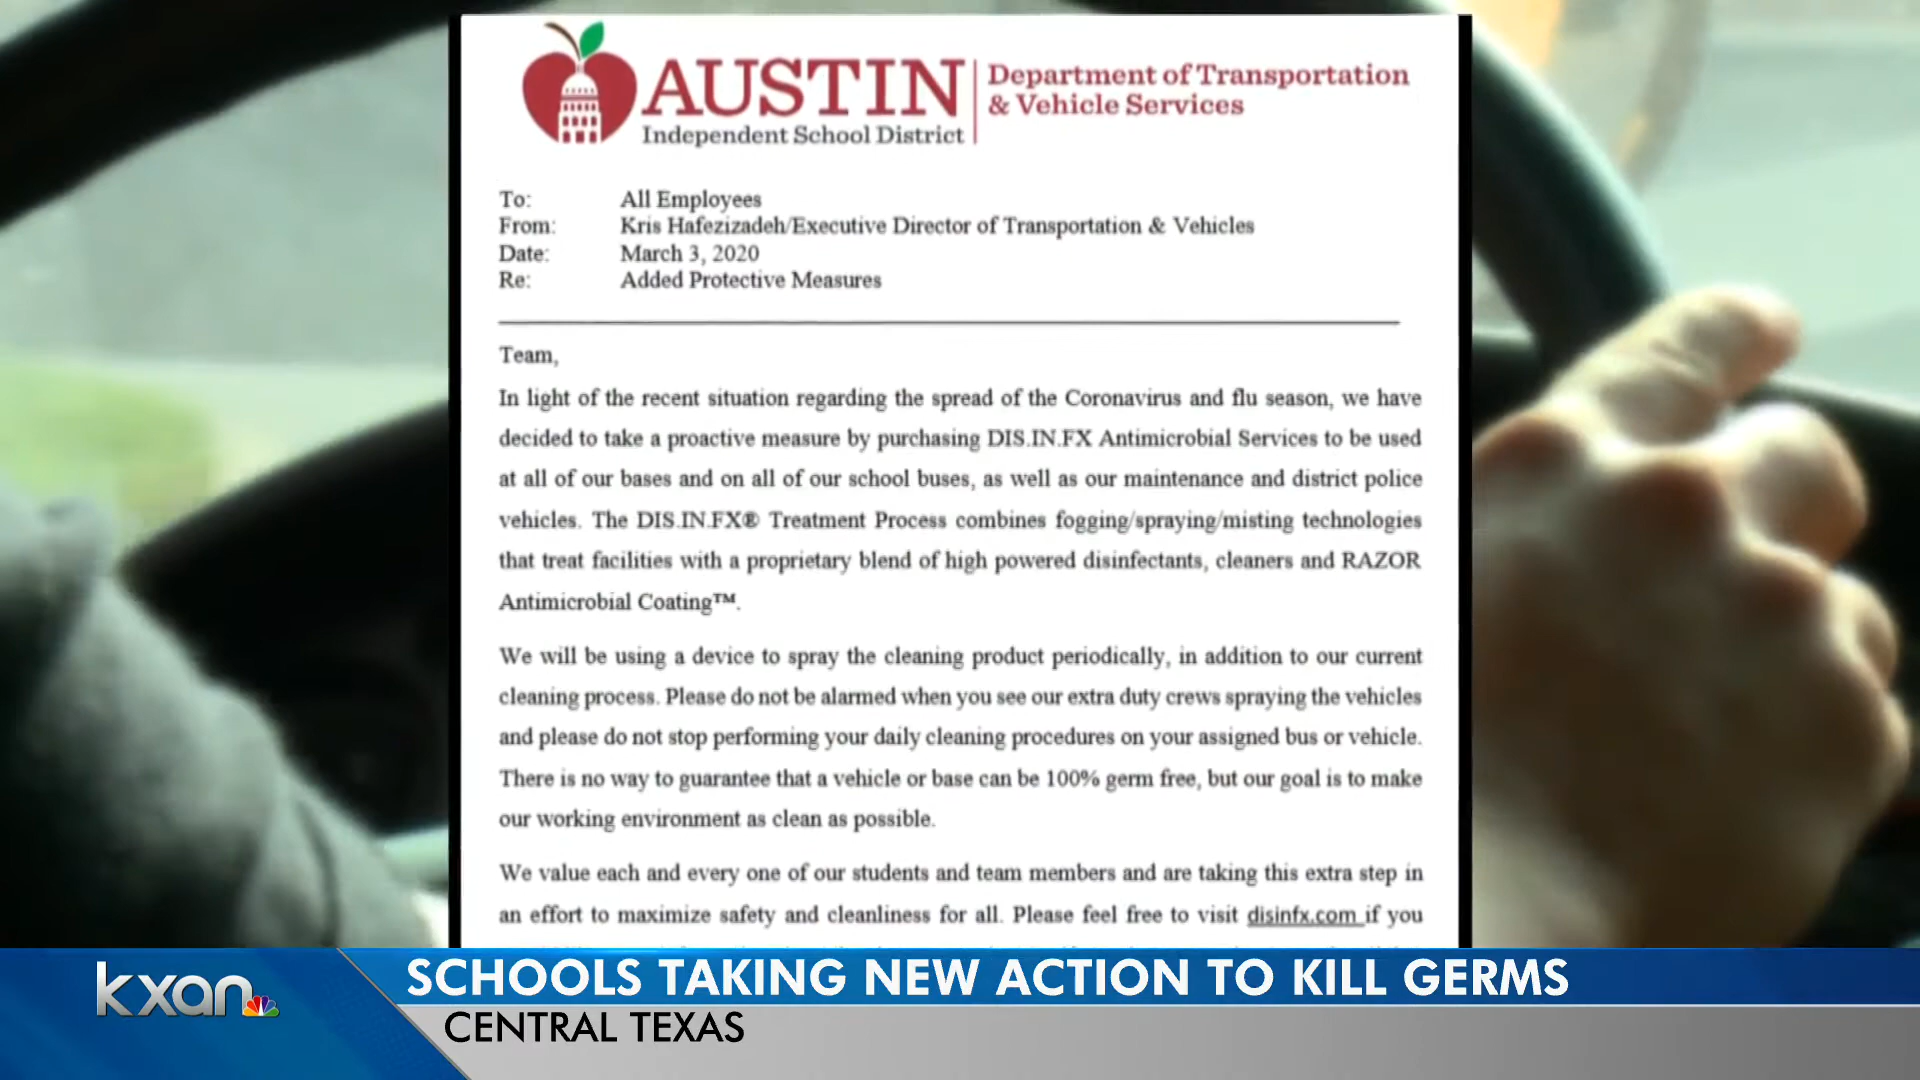 AUSTIN
Independent School District
Department of Transportation
& Vehicle Services
To: All Employees
From: Kris Hafezizadeh/Executive Director of Transportation & Vehicles
Date: March 3, 2020
Re: Added Protective Measures
Team,
In light of the recent situation regarding the spread of the Coronavirus and flu season, we have
decided to take a proactive measure by purchasing DIS.IN.FX Antimicrobial Services to be used
at all of our bases and on all of our school buses, as well as our maintenance and district police
vehicles. The DIS.IN.FX® Treatment Process combines fogging/spraying/misting technologies
that treat facilities with a proprietary blend of high powered disinfectants, cleaners and RAZOR
Antimicrobial Coating™.
We will be using a device to spray the cleaning product periodically, in addition to our current
cleaning process. Please do not be alarmed when you see our extra duty crews spraying the vehicles
and please do not stop performing your daily cleaning procedures on your assigned bus or vehicle.
There is no way to guarantee that a vehicle or base can be 100% germ free, but our goal is to make
our working environment as clean as possible.
We value each and every one of our students and team members and are taking this extra step in
an effort to maximize safety and cleanliness for all. Please feel free to visit disinfx.com if you
kxan
SCHOOLS TAKING NEW ACTION TO KILL GERMS
CENTRAL TEXAS